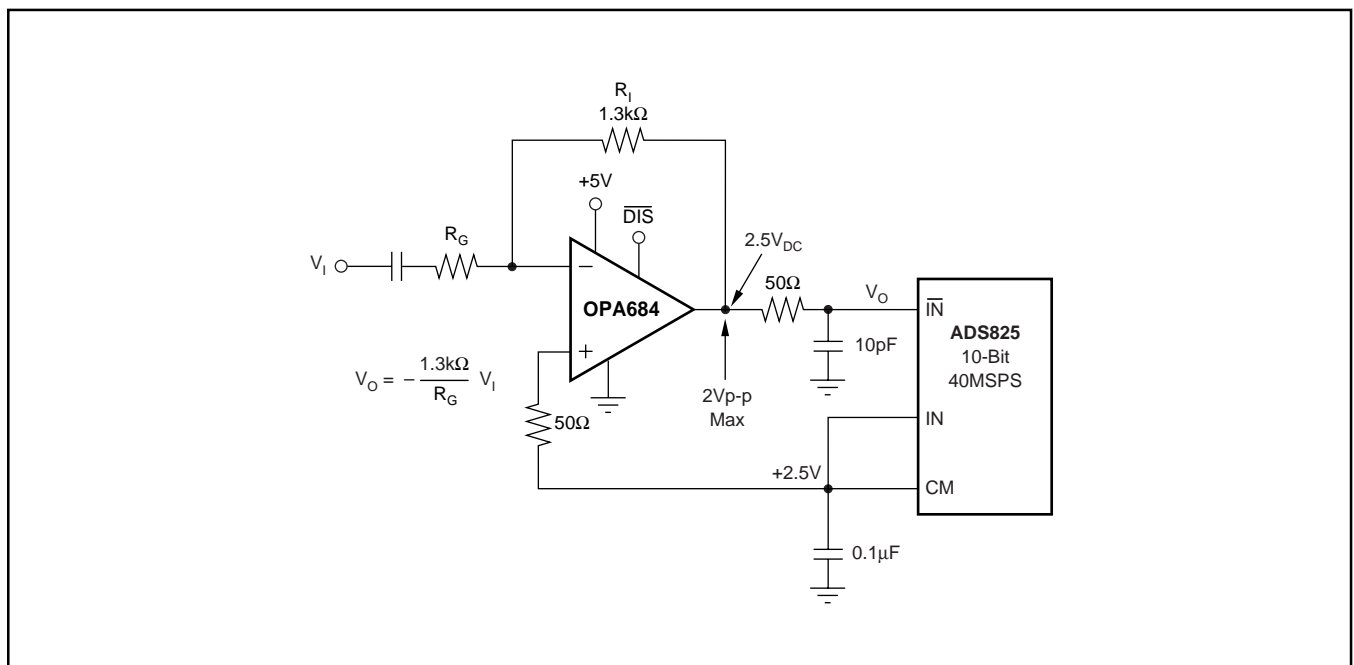 R_I
1.3kΩ
+5V
DIS
R_G
V_I
−
OPA684
+
2.5V_DC
50Ω
V_O
IN
ADS825
10-Bit
40MSPS
10pF
V_O = − 1.3kΩ / R_G V_I
2Vp-p
Max
50Ω
IN
+2.5V
CM
0.1μF